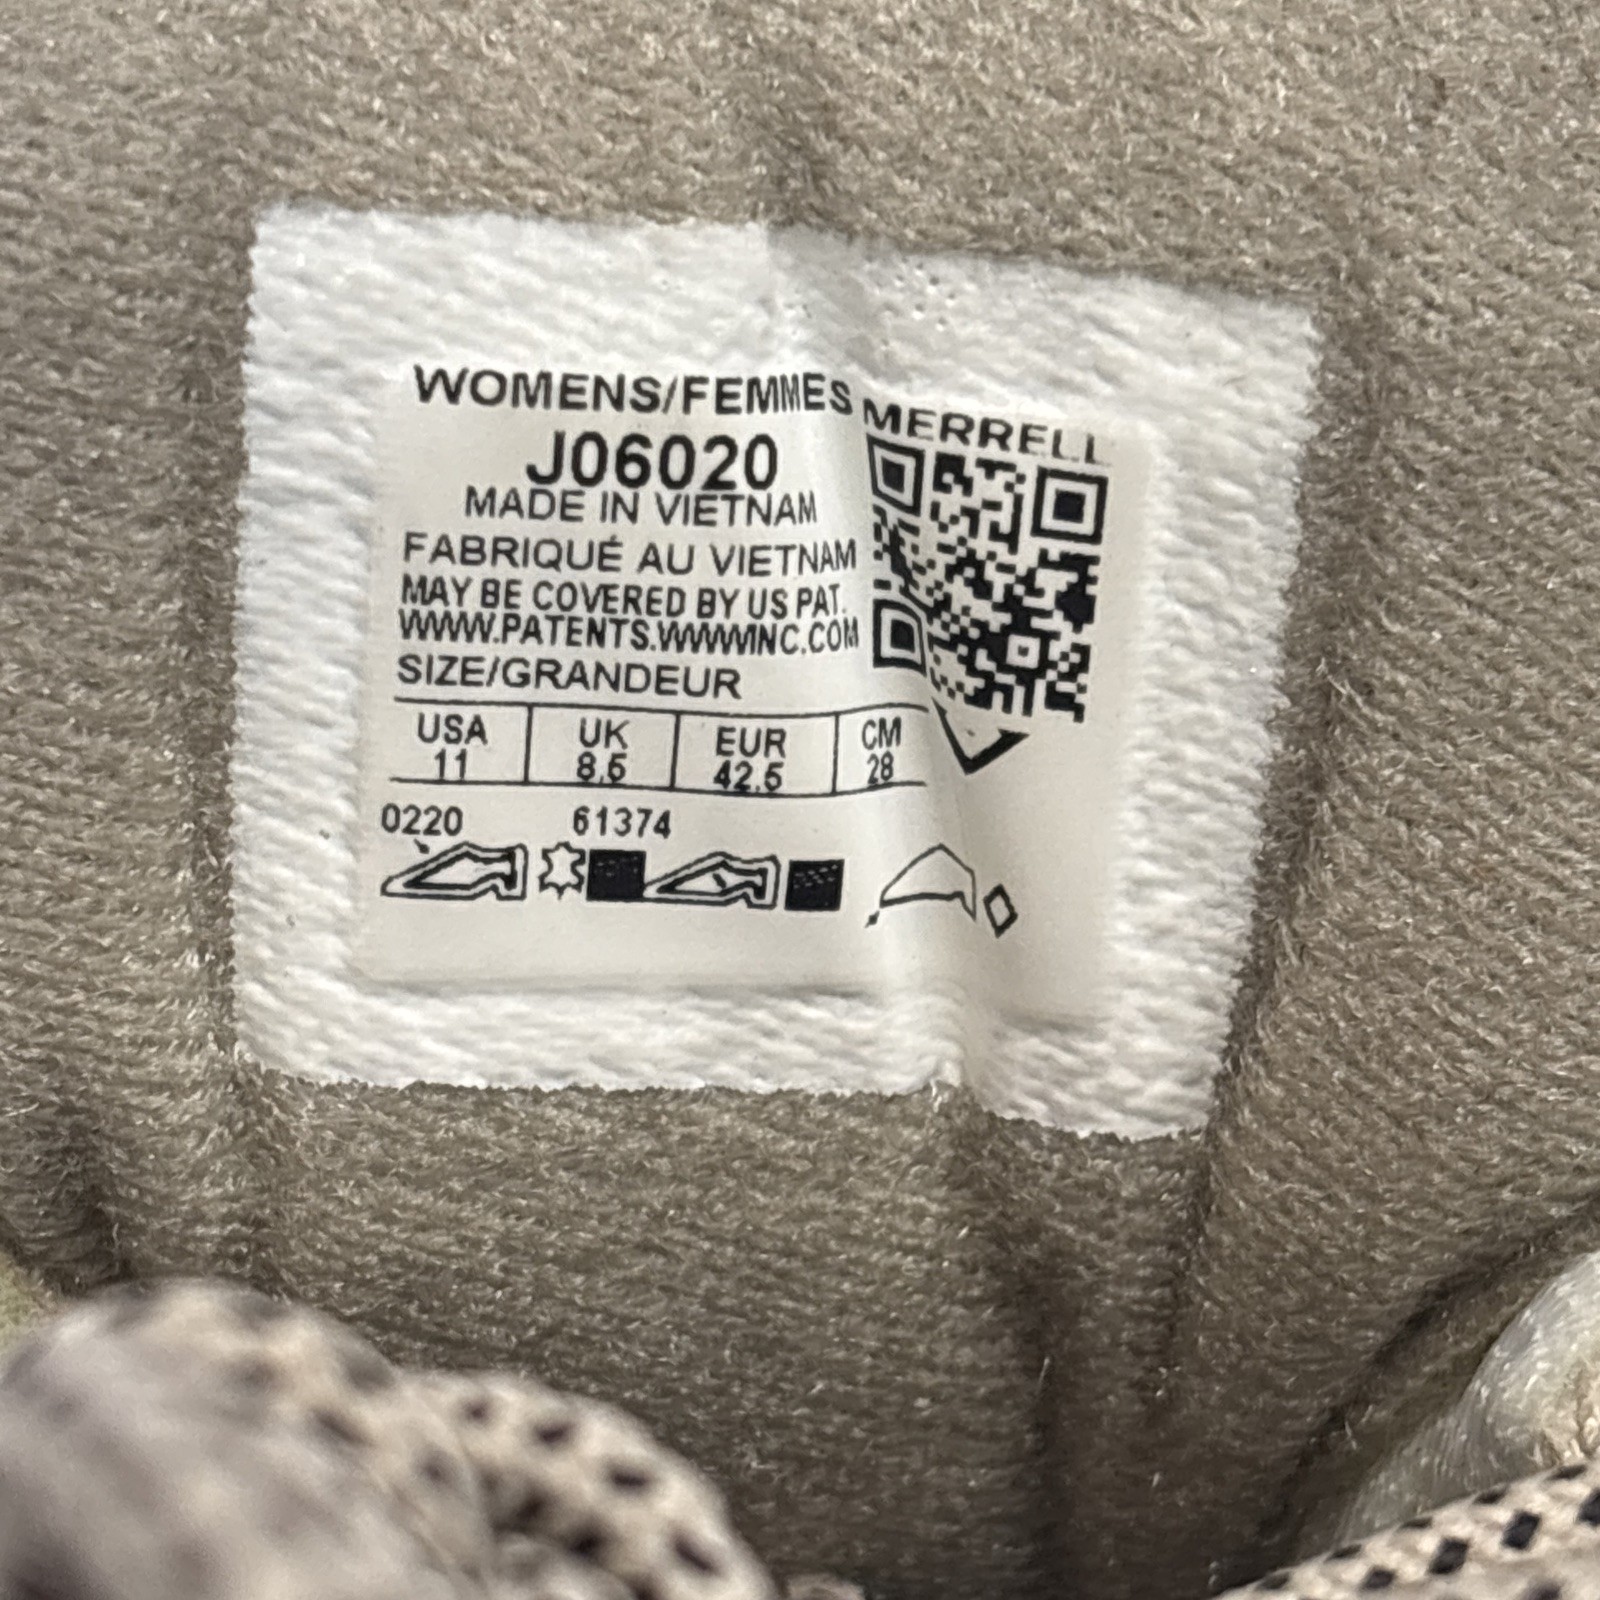 WOMENS/FEMMES
MERRELL
J06020
MADE IN VIETNAM
FABRIQUÉ AU VIETNAM
MAY BE COVERED BY US PAT.
WWW.PATENTS.WWWINC.COM
SIZE/GRANDEUR
USA UK EUR CM
11 8.5 42.5 28
0220 61374